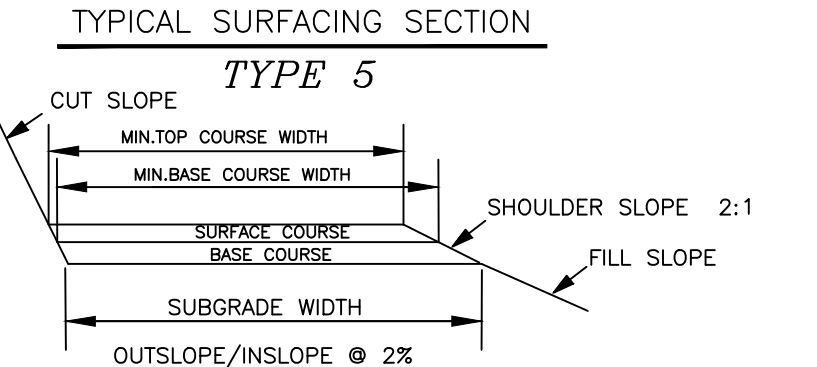 TYPICAL SURFACING SECTION
TYPE 5
CUT SLOPE
MIN.TOP COURSE WIDTH
MIN.BASE COURSE WIDTH
SHOULDER SLOPE 2:1
SURFACE COURSE
BASE COURSE
FILL SLOPE
SUBGRADE WIDTH
OUTSLOPE/INSLOPE @ 2%